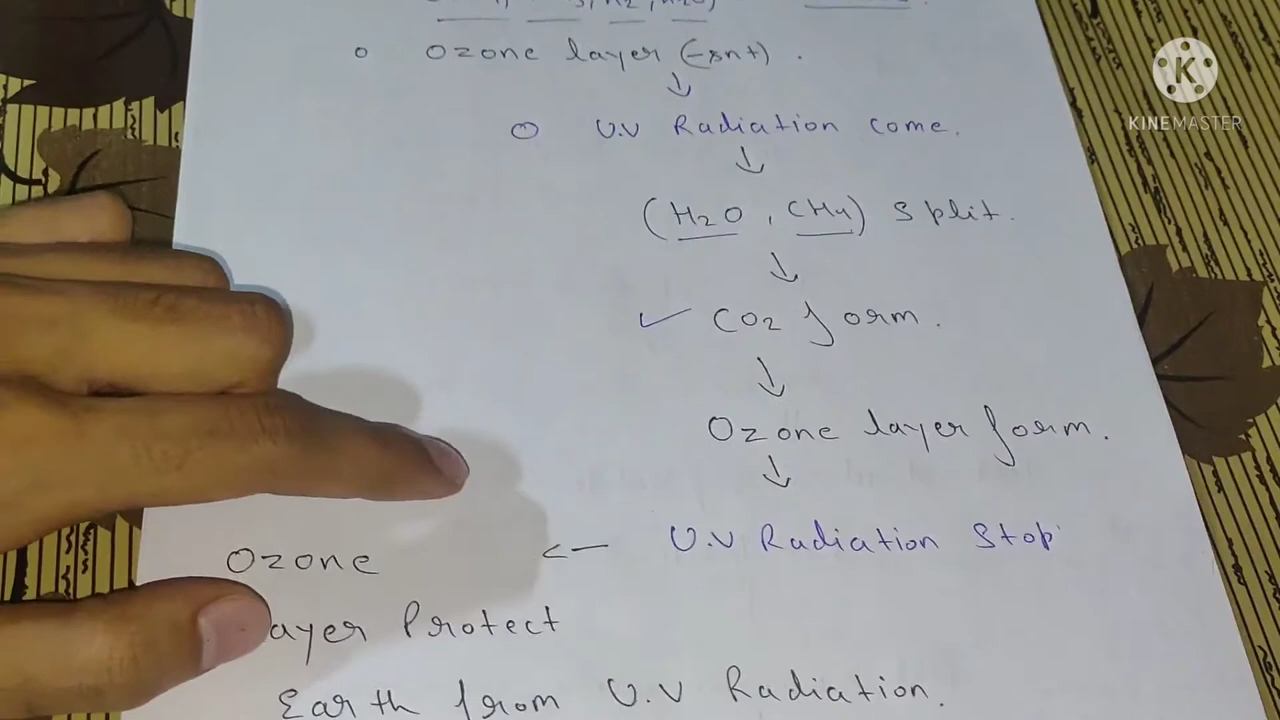 Ozone layer
U.V Radiation come.
(H2O, CH4) split.
CO2 form.
Ozone layer form.
U.V Radiation Stop
Ozone
ayer Protect
Earth from U.V Radiation.
K
KINEMASTER